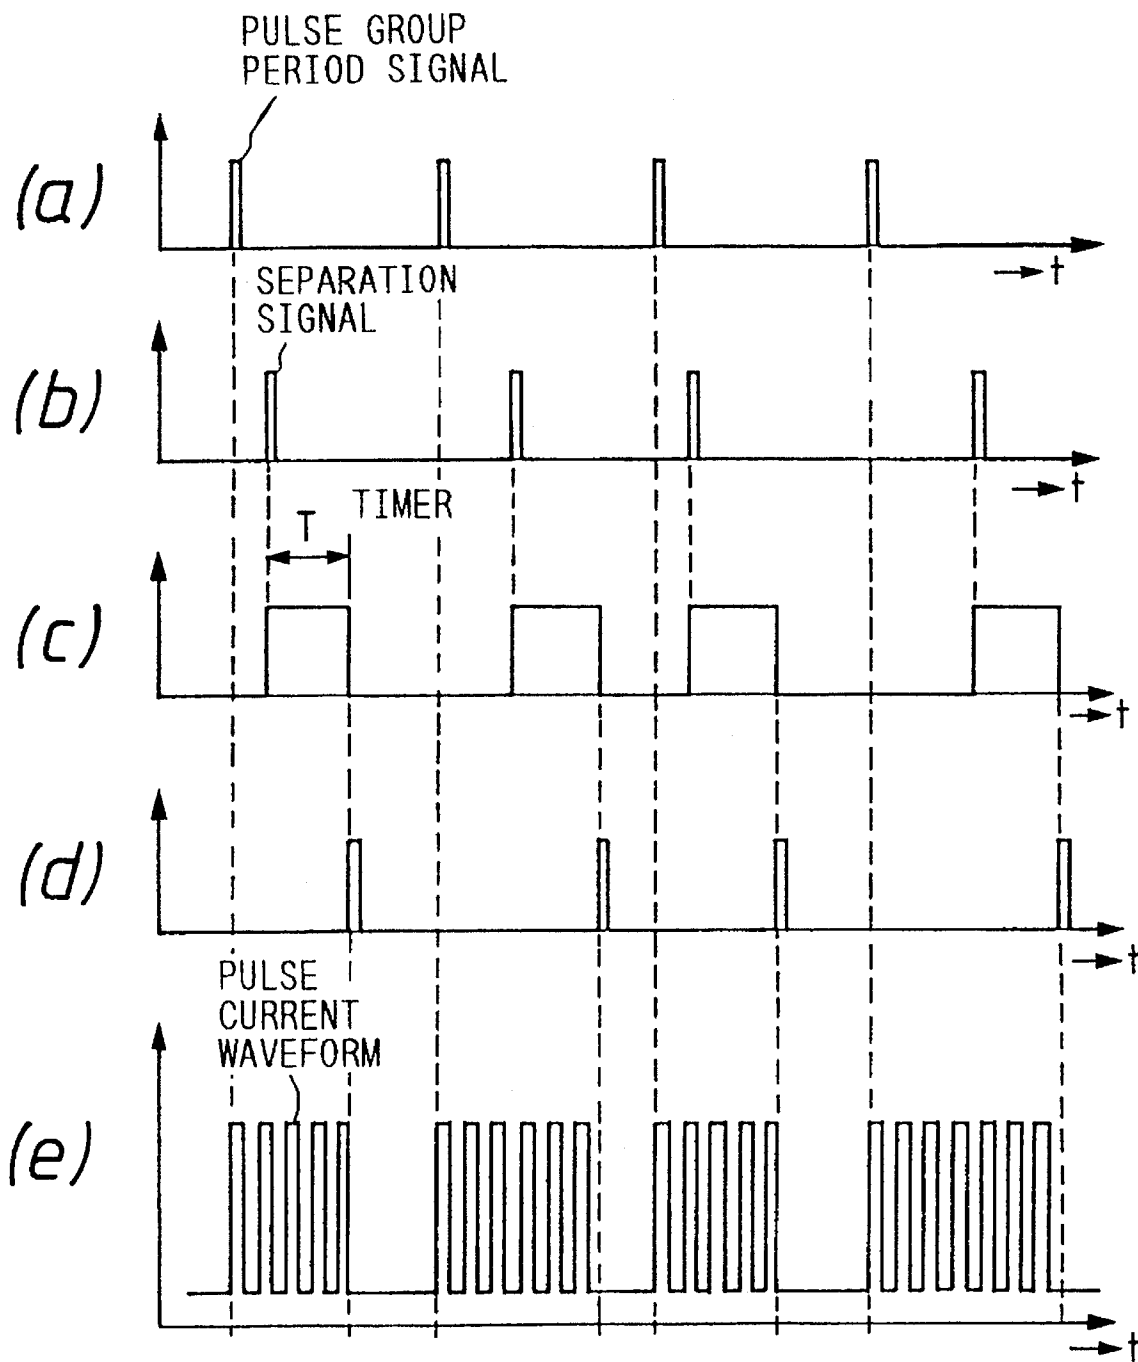 PULSE GROUP
PERIOD SIGNAL
(a)
t
SEPARATION
SIGNAL
(b)
t
TIMER
T
(c)
t
(d)
t
PULSE
CURRENT
WAVEFORM
(e)
t